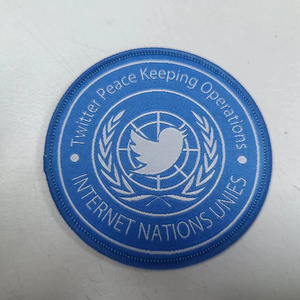 Twitter Peace Keeping Operations
INTERNET NATIONS UNIES